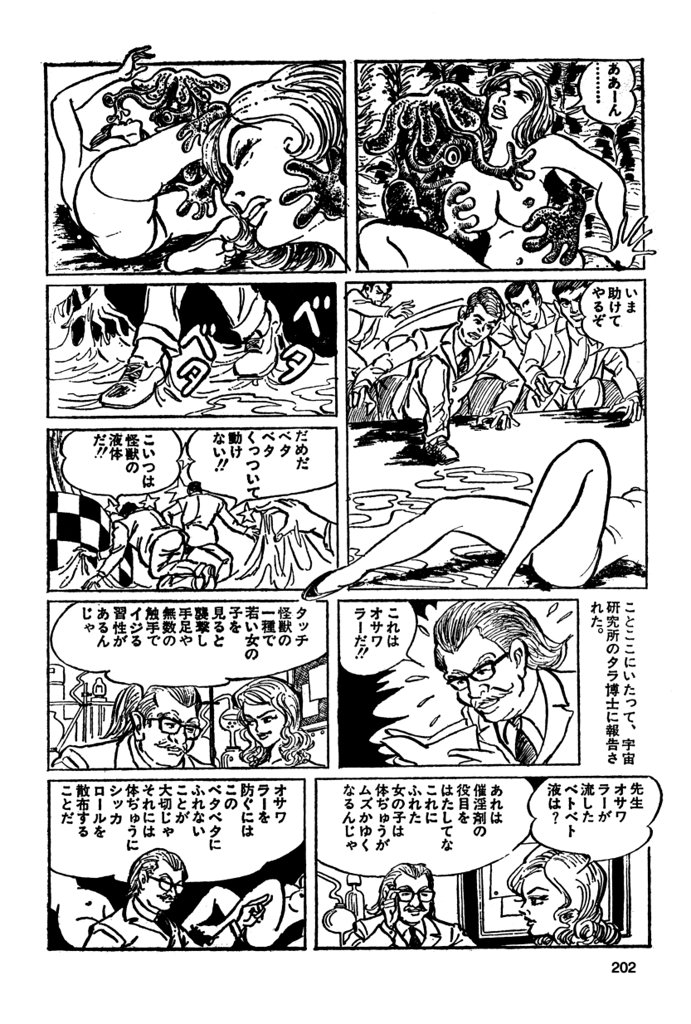 ああーん
………
いま
助けて
やるぞ
ベタ
ベタ
だめだ
ベタ
ベタ
くっついて
動け
ない!!
こいつは
怪獣の
液体
だ!!
ことここにいたって、宇宙
研究所のタラ博士に報告さ
れた。
これは
オサワ
ラーだ!!
タッチ
怪獣の
一種で
若い女の
子を
見ると
襲撃し
手足や
無数の
触手で
イジる
習性が
あるん
じゃ
先生
オサワ
ラーが
流した
ベトベト
液は?
あれは
催淫剤の
役目を
はたしてな
これに
ふれた
女の子は
体ぢゅうが
ムズかゆく
なるんじゃ
オサワ
ラーを
防ぐには
この
ベタベタに
ふれない
ことが
大切じゃ
それには
体ぢゅうに
シッカ
ロールを
散布する
ことだ
202